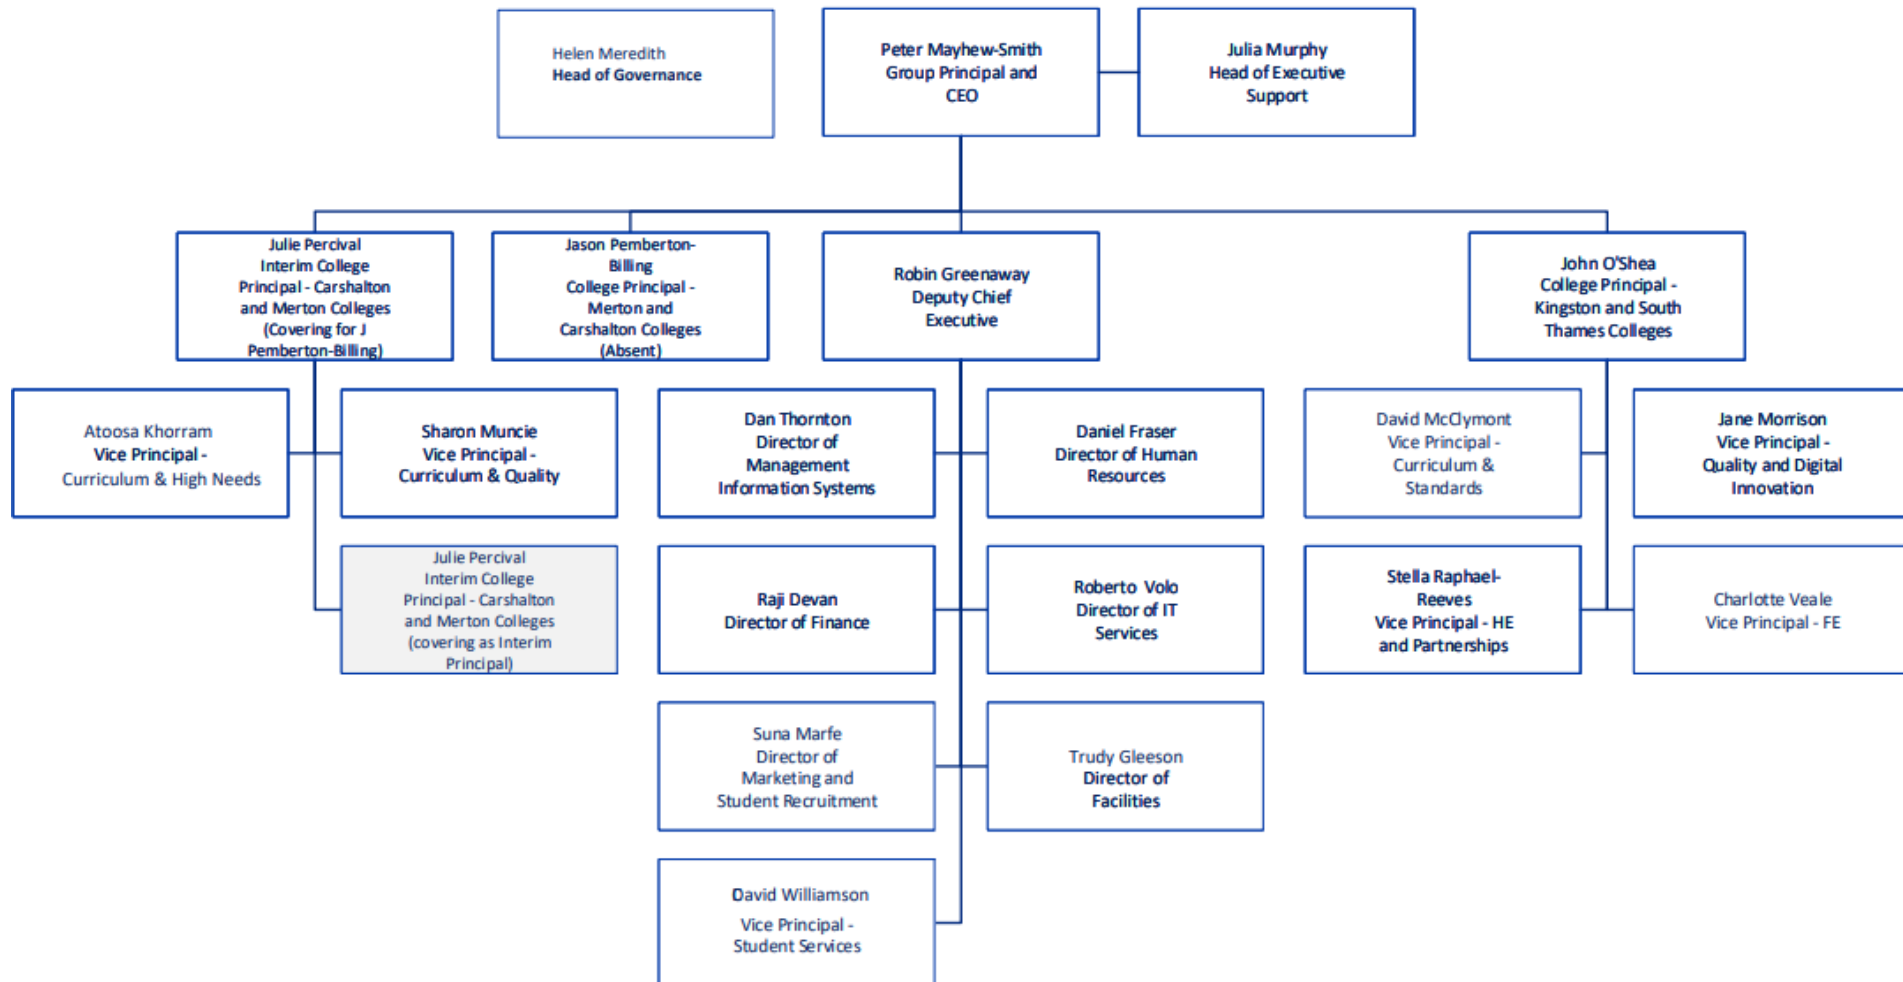 Helen Meredith
Head of Governance
Peter Mayhew-Smith
Group Principal and
CEO
Julia Murphy
Head of Executive
Support
Julie Percival
Interim College
Principal - Carshalton
and Merton Colleges
(Covering for J
Pemberton-Billing)
Jason Pemberton-
Billing
College Principal -
Merton and
Carshalton Colleges
(Absent)
Robin Greenaway
Deputy Chief
Executive
John O'Shea
College Principal -
Kingston and South
Thames Colleges
Atoosa Khorram
Vice Principal -
Curriculum & High Needs
Sharon Muncie
Vice Principal -
Curriculum & Quality
Dan Thornton
Director of
Management
Information Systems
Daniel Fraser
Director of Human
Resources
David McClymont
Vice Principal -
Curriculum &
Standards
Jane Morrison
Vice Principal -
Quality and Digital
Innovation
Julie Percival
Interim College
Principal - Carshalton
and Merton Colleges
(covering as Interim
Principal)
Raji Devan
Director of Finance
Roberto Volo
Director of IT
Services
Stella Raphael-
Reeves
Vice Principal - HE
and Partnerships
Charlotte Veale
Vice Principal - FE
Suna Marfe
Director of
Marketing and
Student Recruitment
Trudy Gleeson
Director of
Facilities
David Williamson
Vice Principal -
Student Services